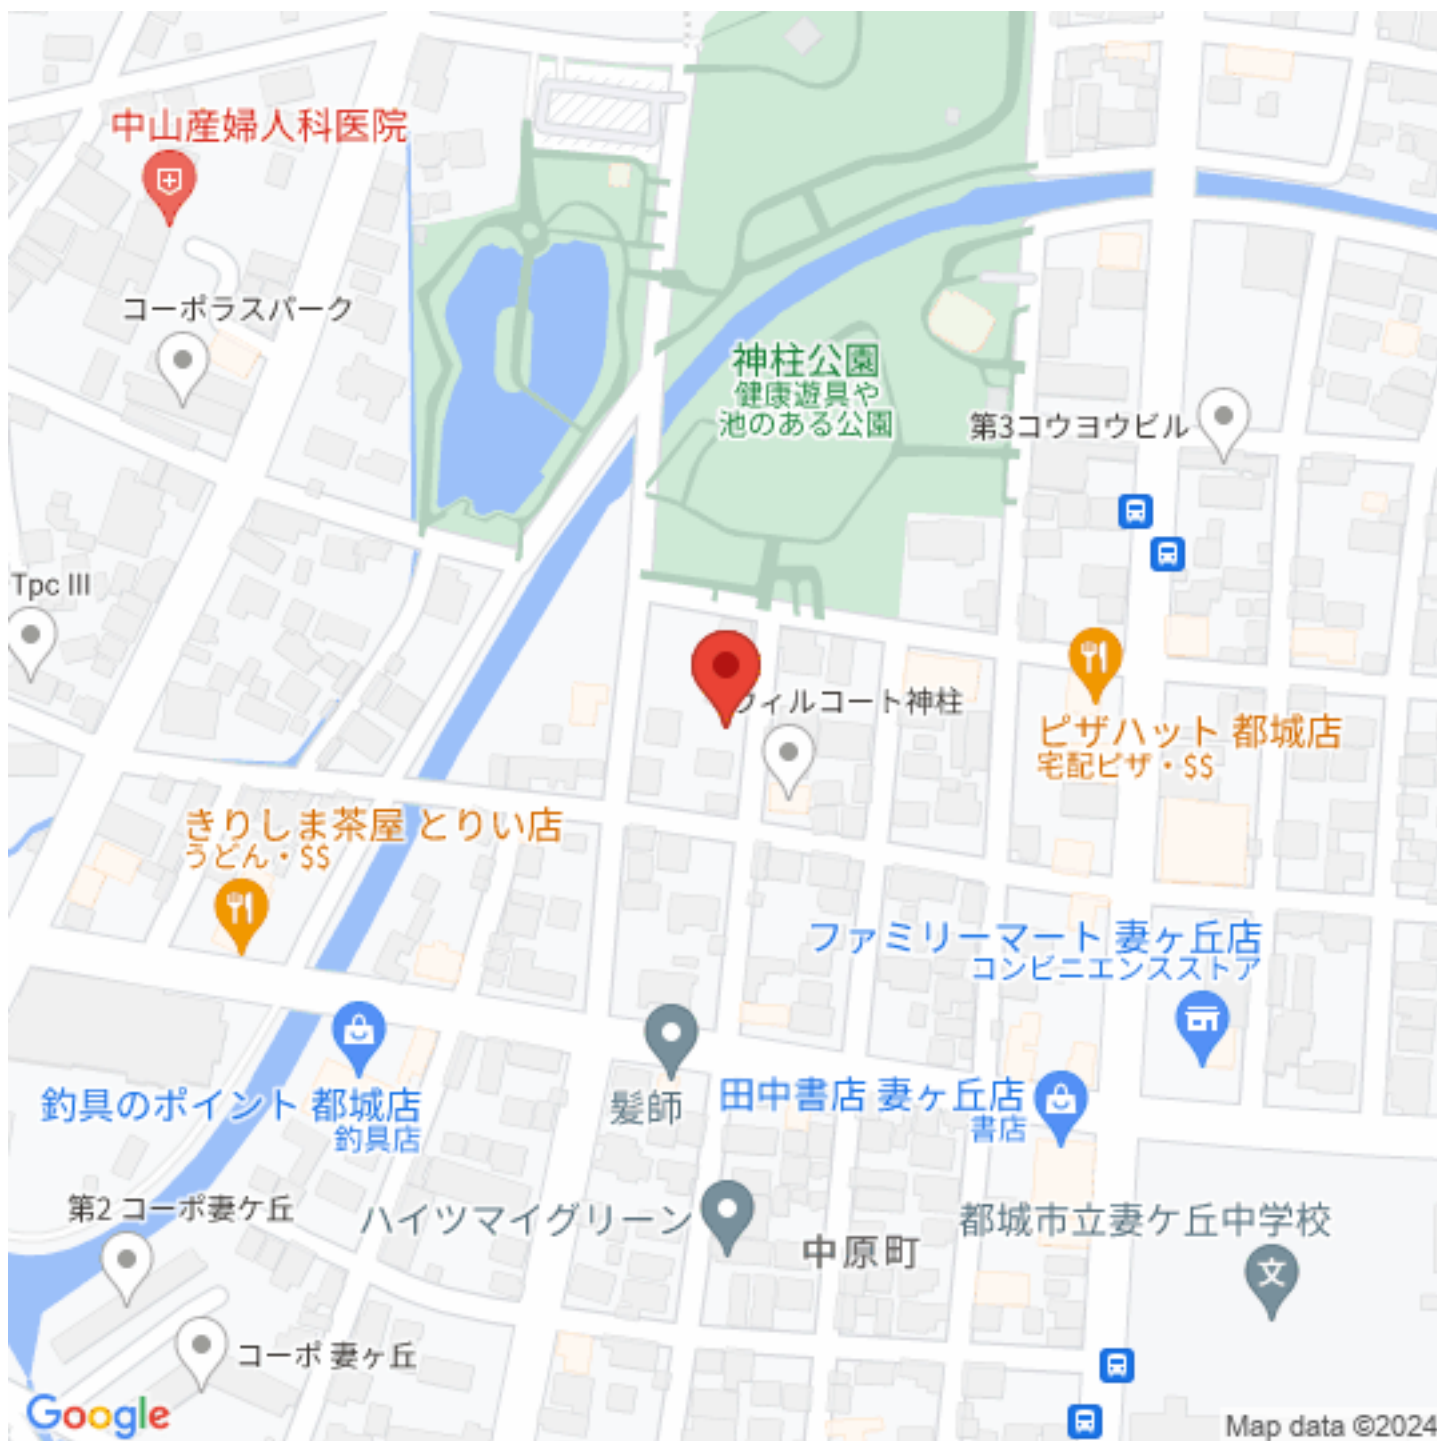 中山産婦人科医院
コーポラスパーク
神柱公園
健康遊具や
池のある公園
第3コウヨウビル
Tpc III
ウィルコート神柱
ピザハット 都城店
宅配ピザ・$$
きりしま茶屋 とりい店
うどん・$$
ファミリーマート 妻ヶ丘店
コンビニエンスストア
釣具のポイント 都城店
釣具店
髪師
田中書店 妻ヶ丘店
書店
第2 コーポ妻ケ丘
ハイツマイグリーン
中原町
都城市立妻ケ丘中学校
文
コーポ 妻ヶ丘
Google
Map data ©2024